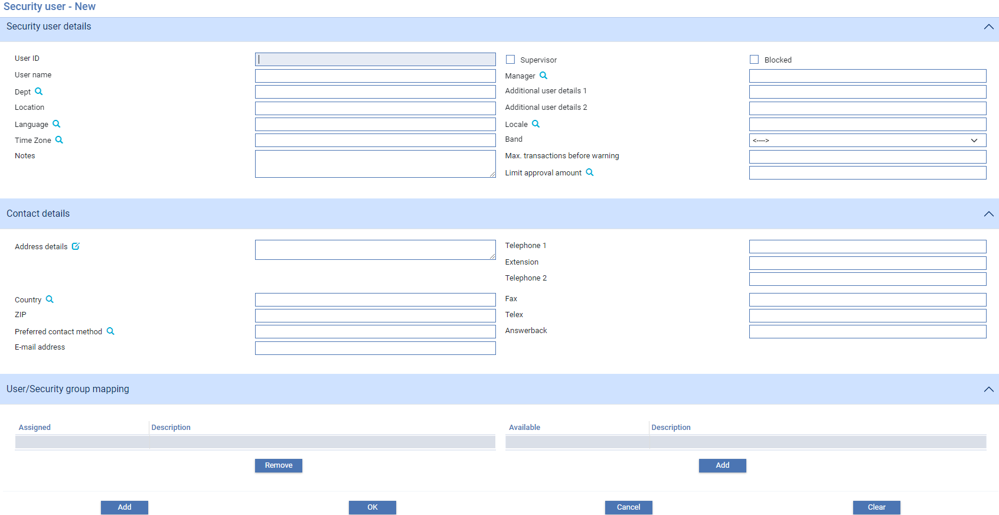 Security user - New
Security user details
User ID
Supervisor
Blocked
User name
Manager
Dept
Additional user details 1
Location
Additional user details 2
Language
Locale
Time Zone
Band
<---->
Notes
Max. transactions before warning
Limit approval amount
Contact details
Address details
Telephone 1
Extension
Telephone 2
Country
Fax
ZIP
Telex
Preferred contact method
Answerback
E-mail address
User/Security group mapping
Assigned Description
Available Description
Remove
Add
Add
OK
Cancel
Clear